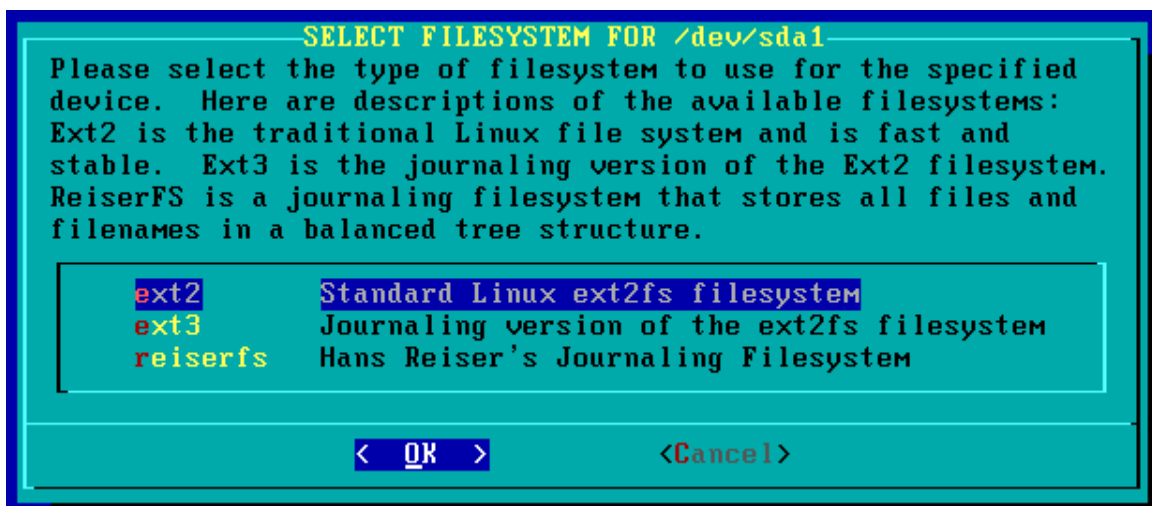 SELECT FILESYSTEM FOR /dev/sda1
Please select the type of filesystem to use for the specified
device.  Here are descriptions of the available filesystems:
Ext2 is the traditional Linux file system and is fast and
stable.  Ext3 is the journaling version of the Ext2 filesystem.
ReiserFS is a journaling filesystem that stores all files and
filenames in a balanced tree structure.
ext2 Standard Linux ext2fs filesystem
ext3 Journaling version of the ext2fs filesystem
reiserfs Hans Reiser's Journaling Filesystem
< OK > <Cancel>